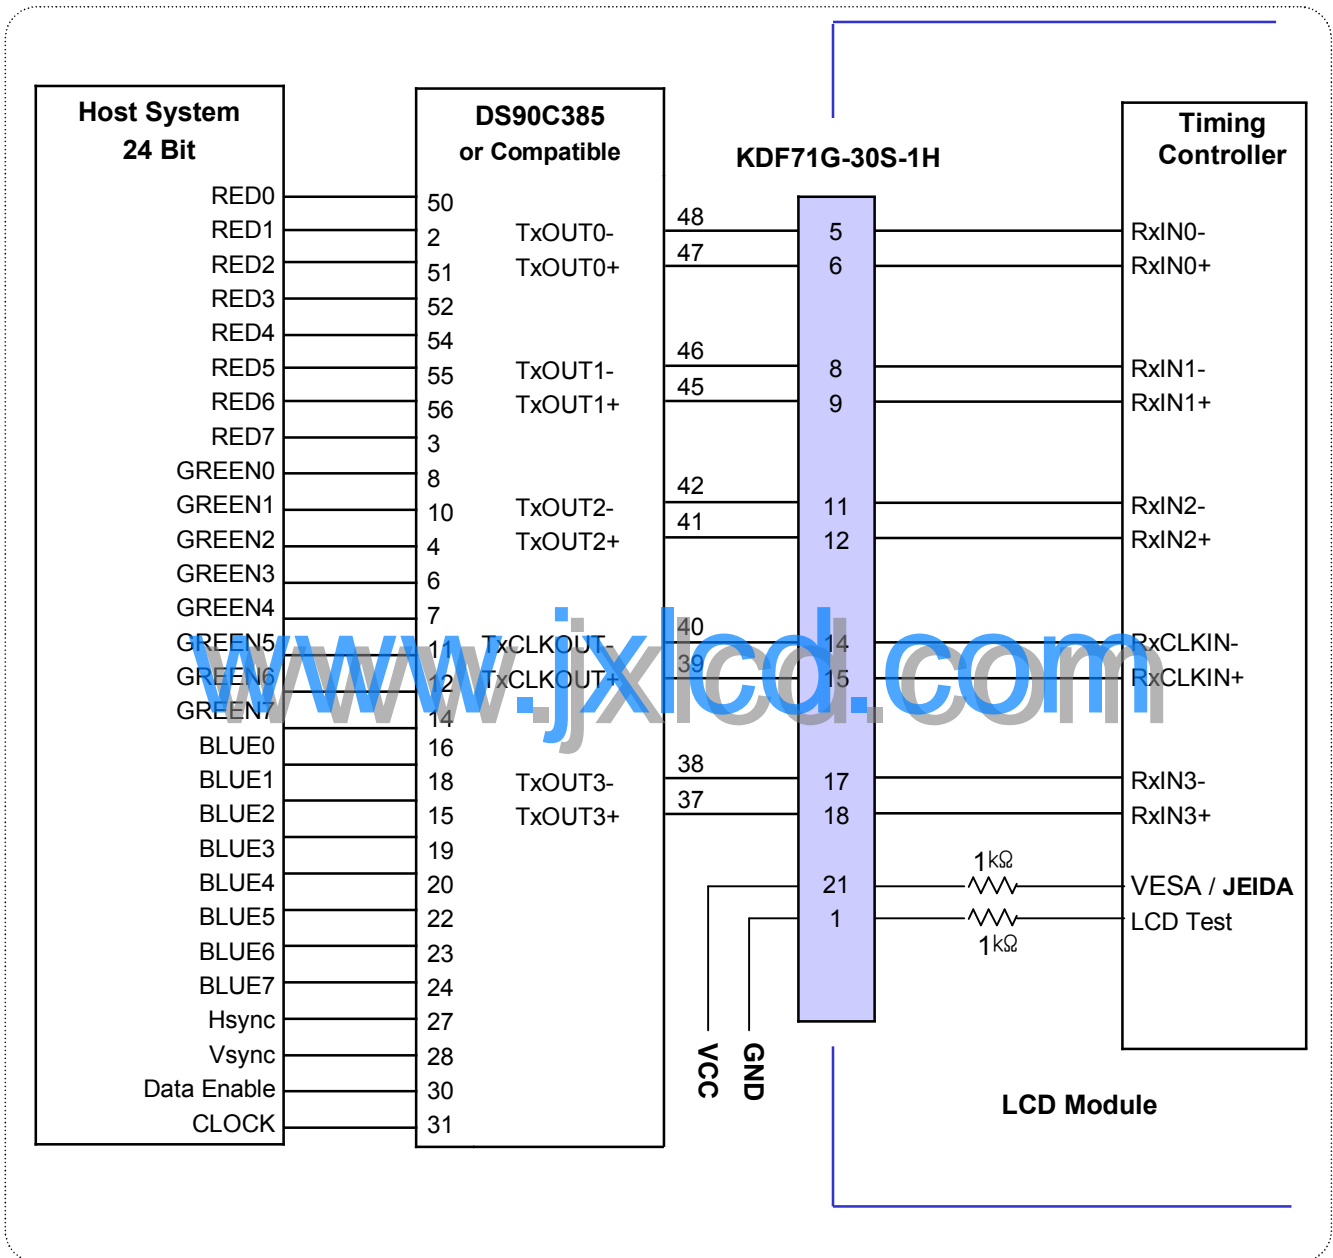 Host System
24 Bit
DS90C385
or Compatible
KDF71G-30S-1H
Timing
Controller
RED0
RED1
RED2
RED3
RED4
RED5
RED6
RED7
GREEN0
GREEN1
GREEN2
GREEN3
GREEN4
GREEN5
GREEN6
GREEN7
BLUE0
BLUE1
BLUE2
BLUE3
BLUE4
BLUE5
BLUE6
BLUE7
Hsync
Vsync
Data Enable
CLOCK
50
2
51
52
54
55
56
3
8
10
4
6
7
11
12
14
16
18
15
19
20
22
23
24
27
28
30
31
TxOUT0-
TxOUT0+
TxOUT1-
TxOUT1+
TxOUT2-
TxOUT2+
TxCLKOUT-
TxCLKOUT+
TxOUT3-
TxOUT3+
48
47
46
45
42
41
40
39
38
37
5
6
8
9
11
12
14
15
17
18
21
1
1kΩ
1kΩ
RxIN0-
RxIN0+
RxIN1-
RxIN1+
RxIN2-
RxIN2+
RxCLKIN-
RxCLKIN+
RxIN3-
RxIN3+
VESA / JEIDA
LCD Test
VCC
GND
LCD Module
www.jxlcd.com